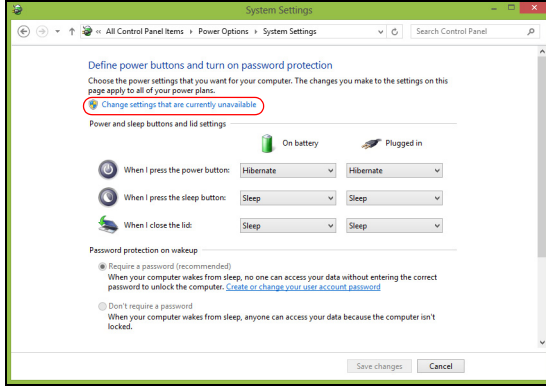 System Settings
« All Control Panel Items ▸ Power Options ▸ System Settings
Search Control Panel
Define power buttons and turn on password protection
Choose the power settings that you want for your computer. The changes you make to the settings on this
page apply to all of your power plans.
Change settings that are currently unavailable
Power and sleep buttons and lid settings
On battery Plugged in
When I press the power button: Hibernate Hibernate
When I press the sleep button: Sleep Sleep
When I close the lid: Sleep Sleep
Password protection on wakeup
Require a password (recommended)
When your computer wakes from sleep, no one can access your data without entering the correct
password to unlock the computer. Create or change your user account password
Don't require a password
When your computer wakes from sleep, anyone can access your data because the computer isn't
locked.
Save changes Cancel